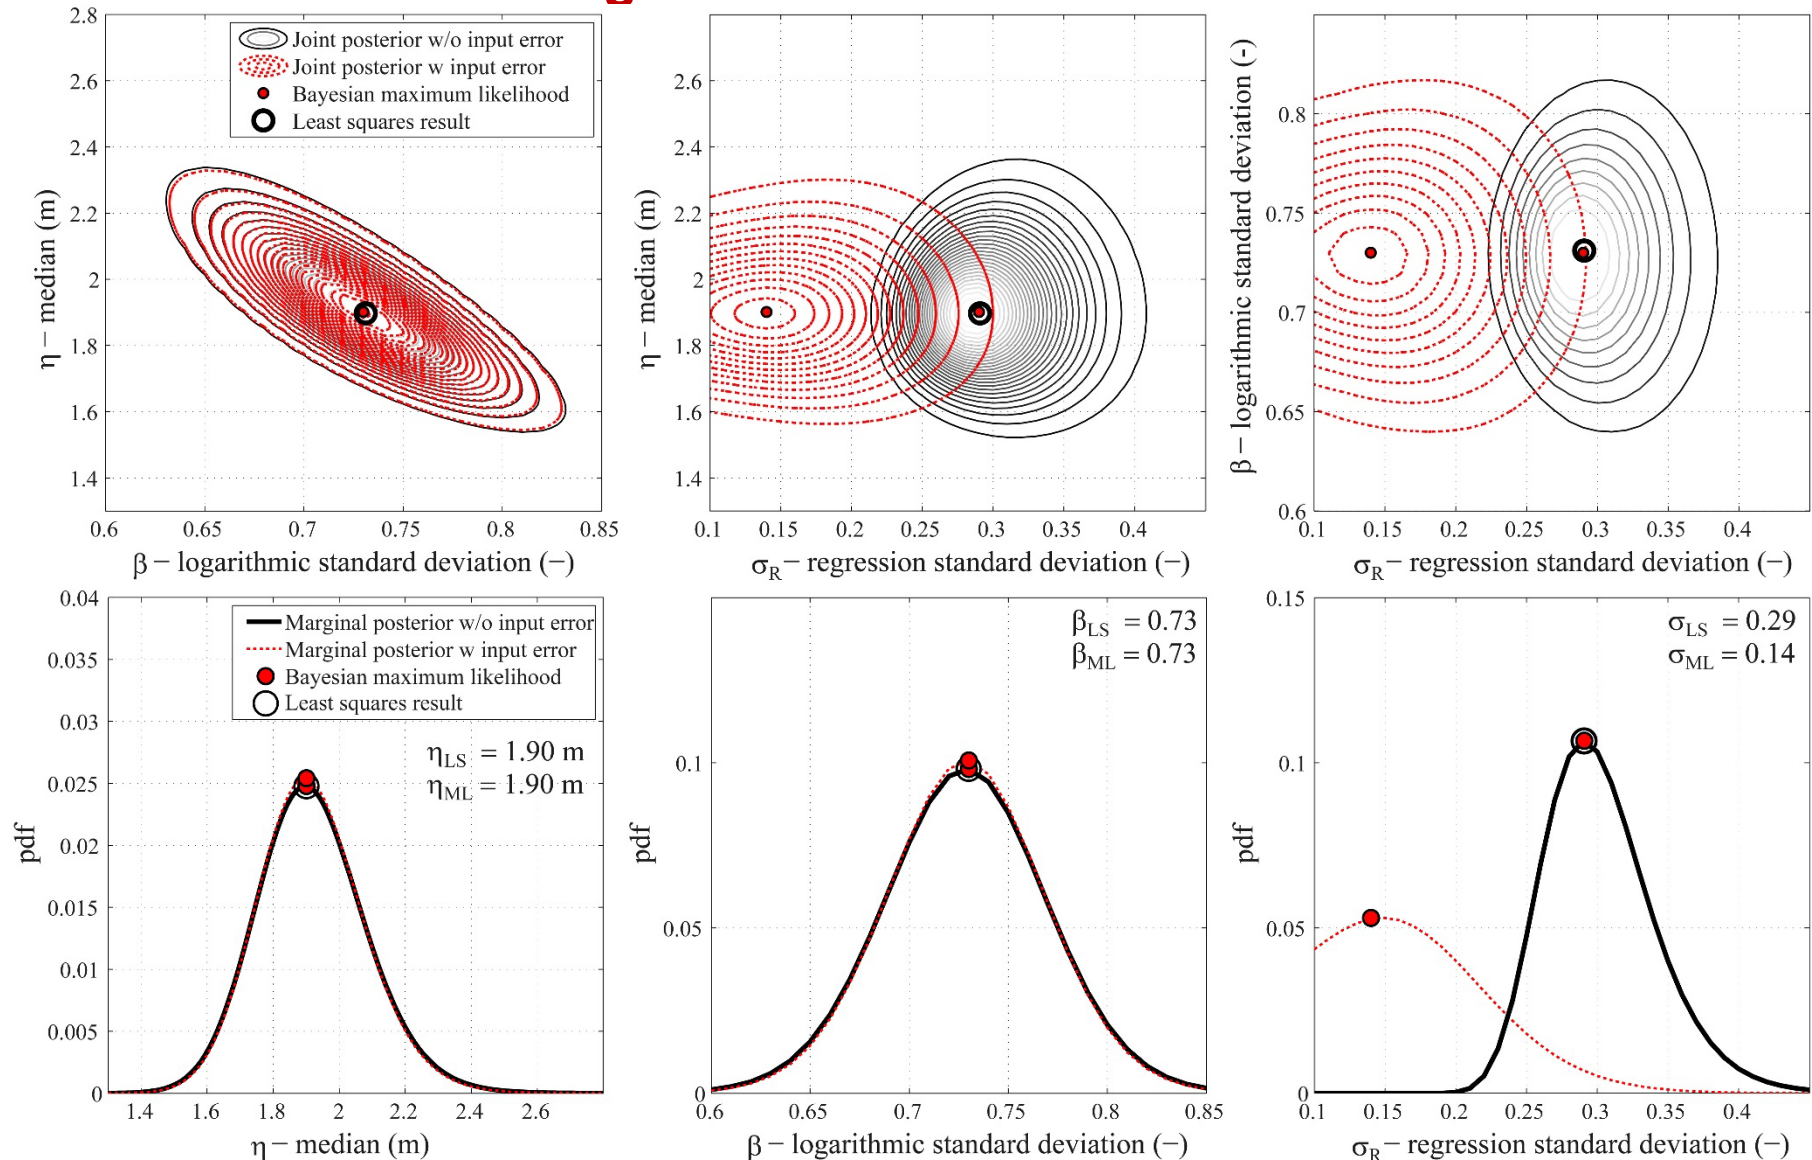 2.8
2.6
2.4
2.2
2
1.8
1.6
1.4
η – median (m)
Joint posterior w/o input error
Joint posterior w input error
Bayesian maximum likelihood
Least squares result
0.6 0.65 0.7 0.75 0.8 0.85
β – logarithmic standard deviation (–)
2.6
2.4
2.2
2
1.8
1.6
1.4
η – median (m)
0.1 0.15 0.2 0.25 0.3 0.35 0.4
σR – regression standard deviation (–)
0.8
0.75
0.7
0.65
0.6
β – logarithmic standard deviation (-)
0.1 0.15 0.2 0.25 0.3 0.35 0.4
σR – regression standard deviation (–)
0.04
0.035
0.03
0.025
0.02
0.015
0.01
0.005
0
pdf
Marginal posterior w/o input error
Marginal posterior w input error
Bayesian maximum likelihood
Least squares result
ηLS = 1.90 m
ηML = 1.90 m
1.4 1.6 1.8 2 2.2 2.4 2.6
η – median (m)
0.1
0.05
0
pdf
βLS = 0.73
βML = 0.73
0.6 0.65 0.7 0.75 0.8 0.85
β – logarithmic standard deviation (–)
0.15
0.1
0.05
0
pdf
σLS = 0.29
σML = 0.14
0.1 0.15 0.2 0.25 0.3 0.35 0.4
σR – regression standard deviation (–)